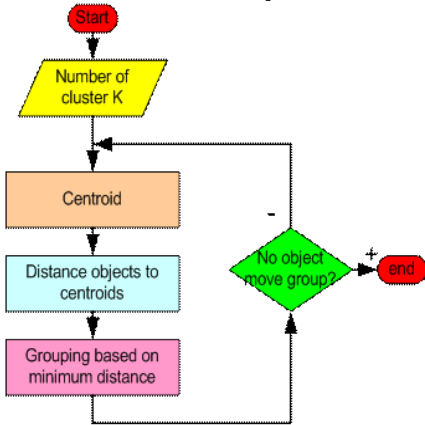 Start
Number of
cluster K
Centroid
Distance objects to
centroids
Grouping based on
minimum distance
-
No object
move group?
+
end